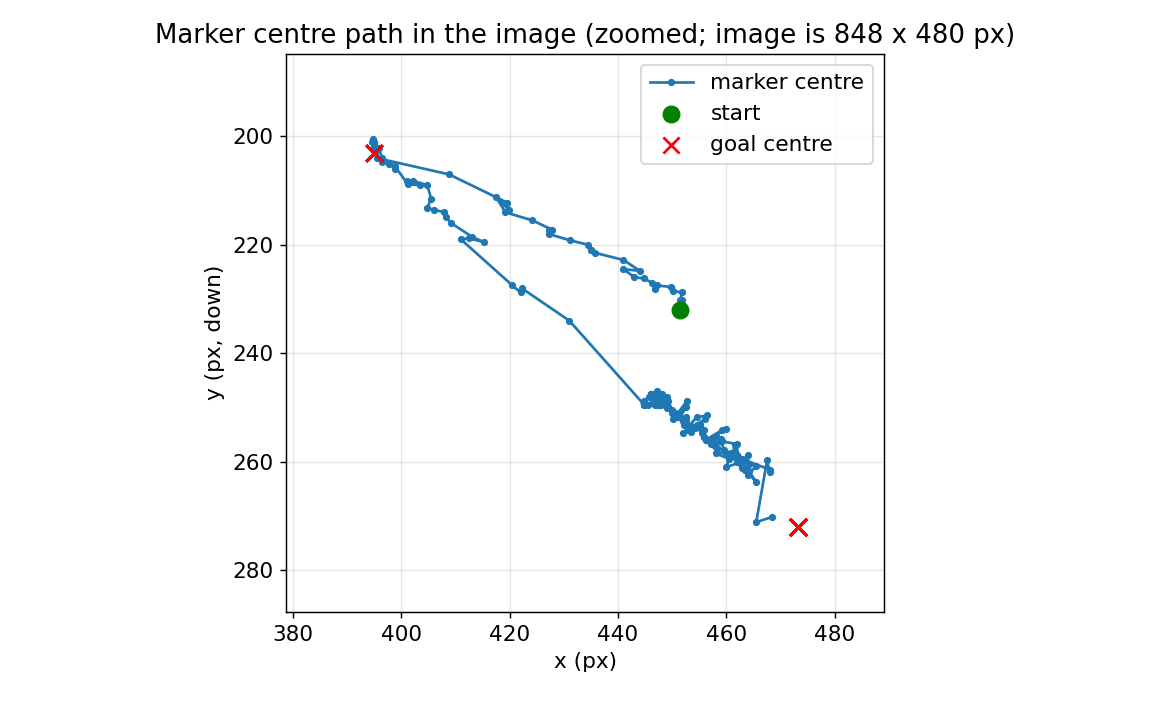 Marker centre path in the image (zoomed; image is 848 x 480 px)
marker centre
start
goal centre
200
220
240
260
280
y (px, down)
380 400 420 440 460 480
x (px)